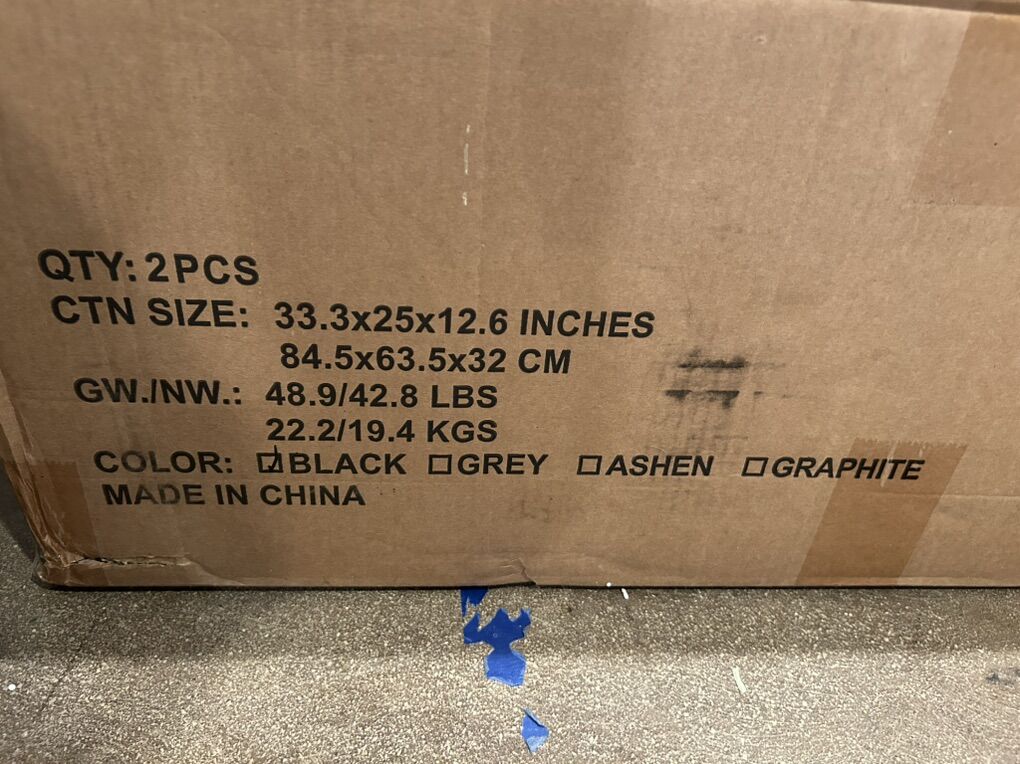 QTY: 2PCS
CTN SIZE: 33.3x25x12.6 INCHES
84.5x63.5x32 CM
GW./NW.: 48.9/42.8 LBS
22.2/19.4 KGS
COLOR: ☑BLACK ☐GREY ☐ASHEN ☐GRAPHITE
MADE IN CHINA